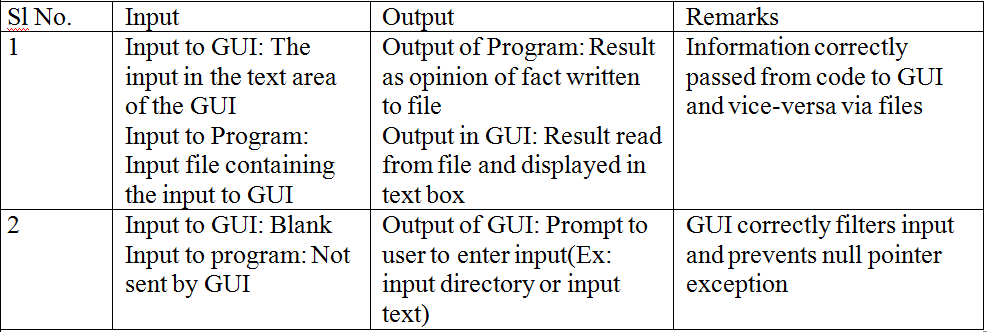 Sl No.
Input
Output
Remarks
1
Input to GUI: The
input in the text area
of the GUI
Input to Program:
Input file containing
the input to GUI
Output of Program: Result
as opinion of fact written
to file
Output in GUI: Result read
from file and displayed in
text box
Information correctly
passed from code to GUI
and vice-versa via files
2
Input to GUI: Blank
Input to program: Not
sent by GUI
Output of GUI: Prompt to
user to enter input(Ex:
input directory or input
text)
GUI correctly filters input
and prevents null pointer
exception